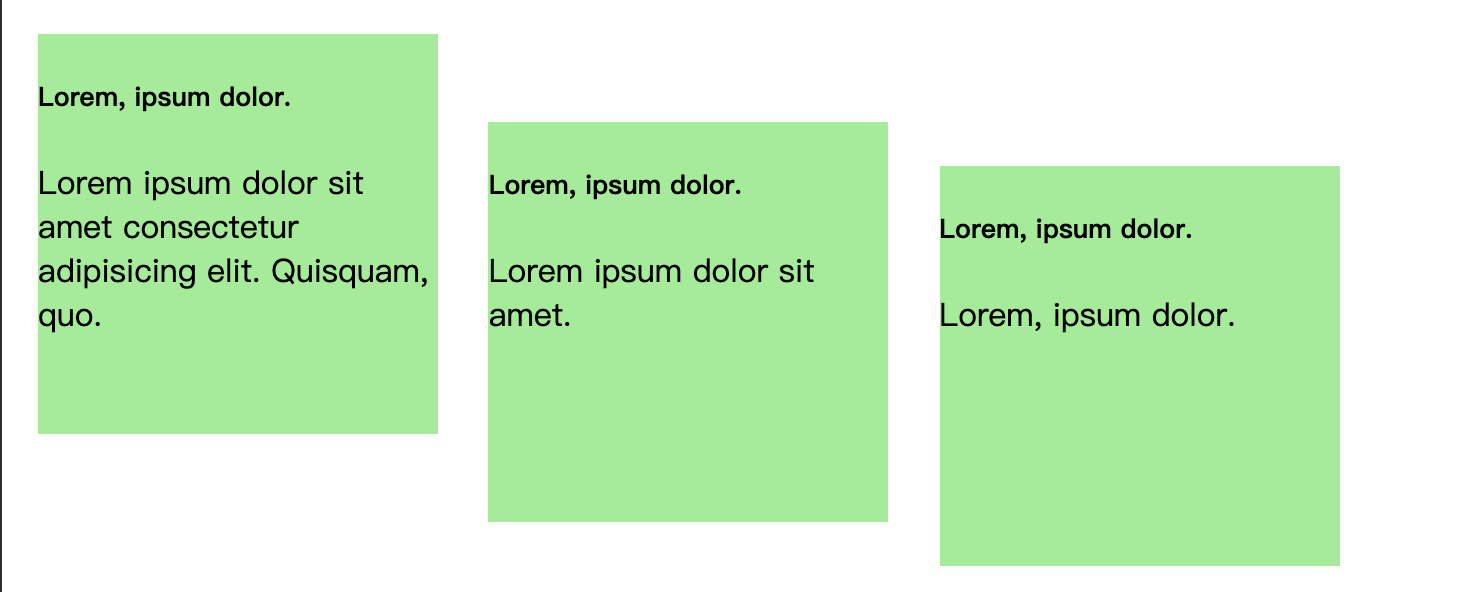 Lorem, ipsum dolor.
Lorem ipsum dolor sit
amet consectetur
adipisicing elit. Quisquam,
quo.
Lorem, ipsum dolor.
Lorem ipsum dolor sit
amet.
Lorem, ipsum dolor.
Lorem, ipsum dolor.